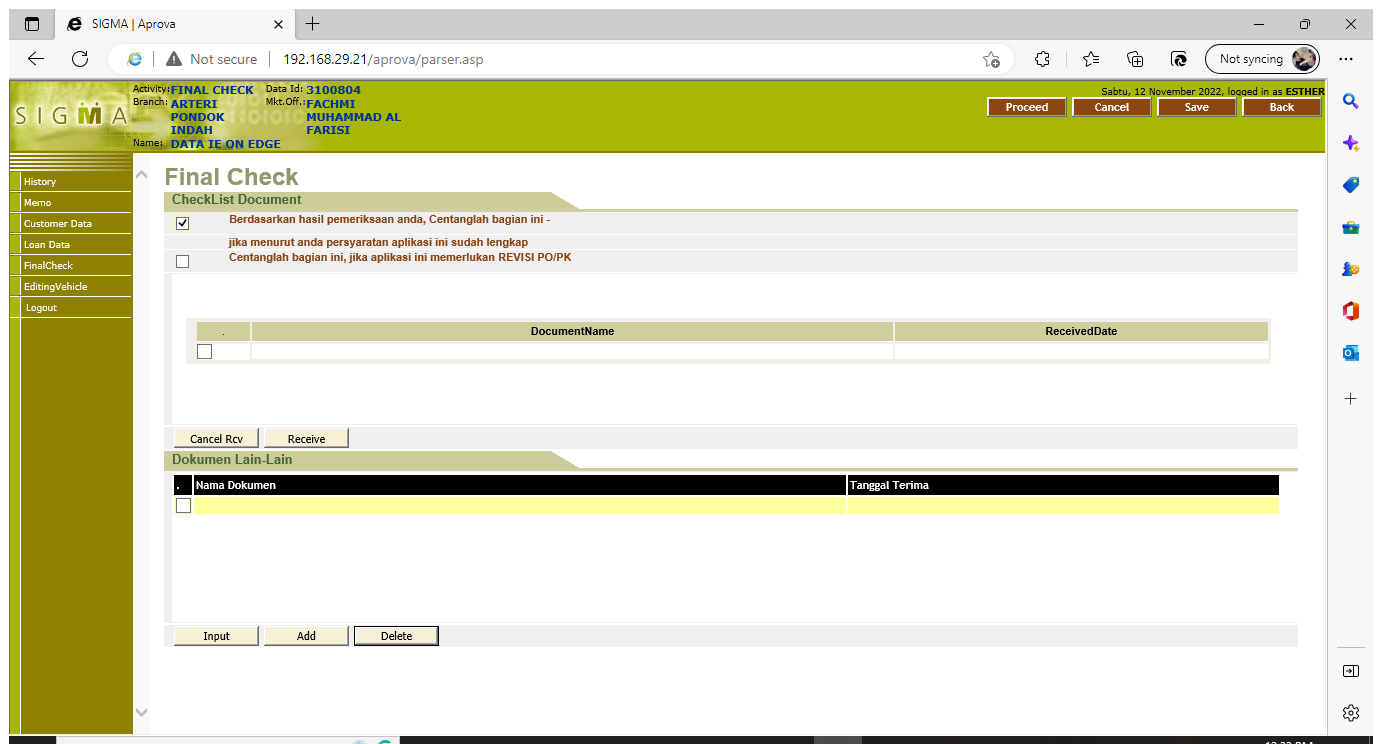 SIGMA | Aprova
Not secure 192.168.29.21/aprova/parser.asp Not syncing
Activity: FINAL CHECK Data Id: 3100804
Branch: ARTERI PONDOK INDAH Mkt.Off.: FACHMI MUHAMMAD AL FARISI
Name: DATA IE ON EDGE
Sabtu, 12 November 2022, logged in as ESTHER
Proceed Cancel Save Back
SIGMA
History
Memo
Customer Data
Loan Data
FinalCheck
EditingVehicle
Logout
Final Check
CheckList Document
Berdasarkan hasil pemeriksaan anda, Centanglah bagian ini -
jika menurut anda persyaratan aplikasi ini sudah lengkap
Centanglah bagian ini, jika aplikasi ini memerlukan REVISI PO/PK
. DocumentName ReceivedDate
Cancel Rcv Receive
Dokumen Lain-Lain
. Nama Dokumen Tanggal Terima
Input Add Delete